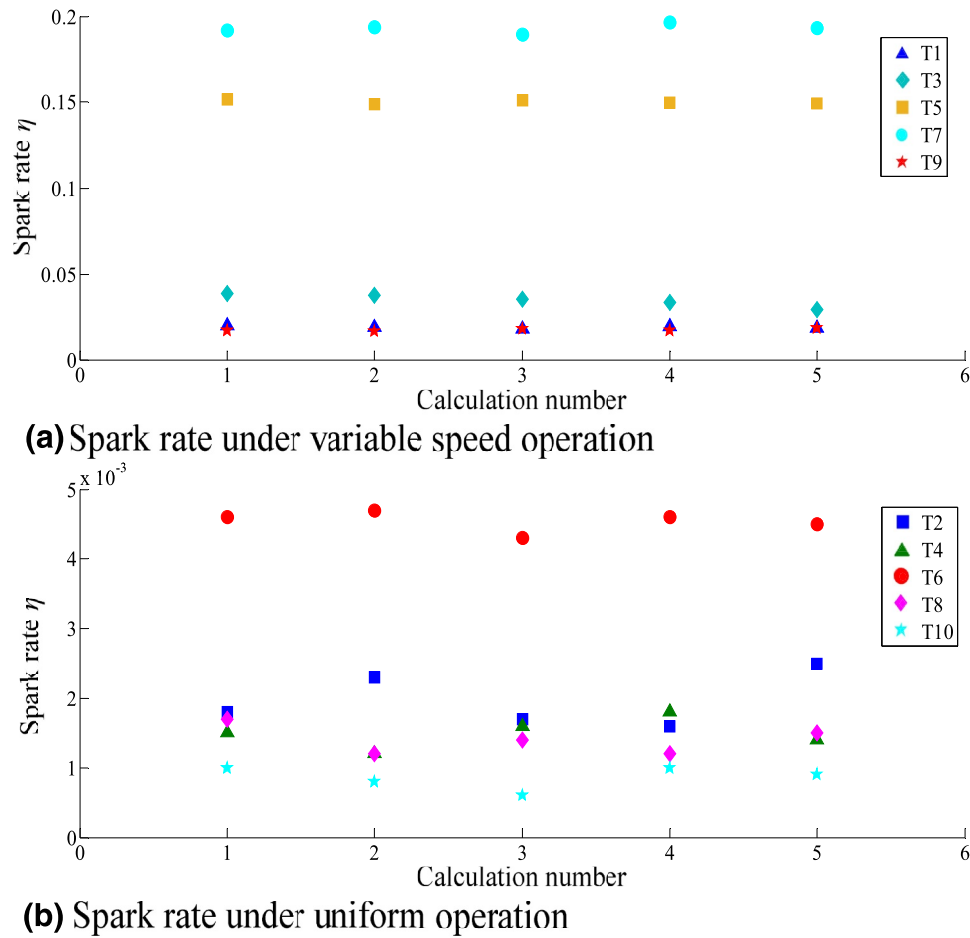 0.2
0.15
0.1
0.05
0
Spark rate η
0 1 2 3 4 5 6
Calculation number
T1
T3
T5
T7
T9
(a) Spark rate under variable speed operation
x 10-3
5
4
3
2
1
0
Spark rate η
0 1 2 3 4 5 6
Calculation number
T2
T4
T6
T8
T10
(b) Spark rate under uniform operation